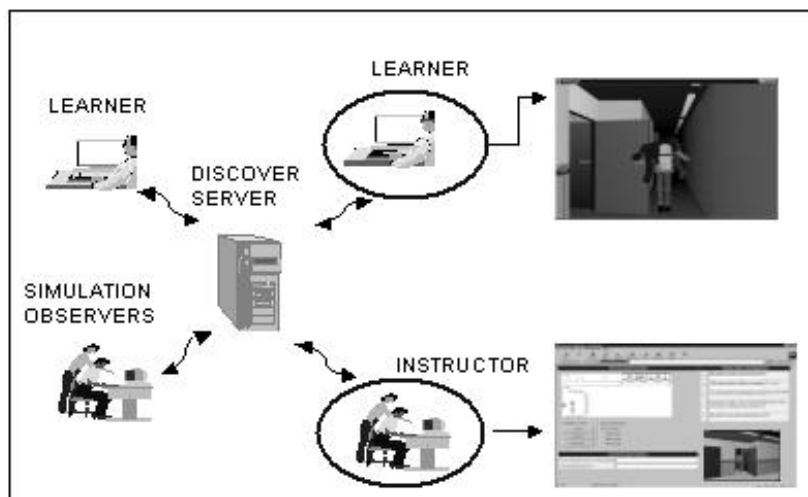 LEARNER
LEARNER
DISCOVER
SERVER
SIMULATION
OBSERVERS
INSTRUCTOR